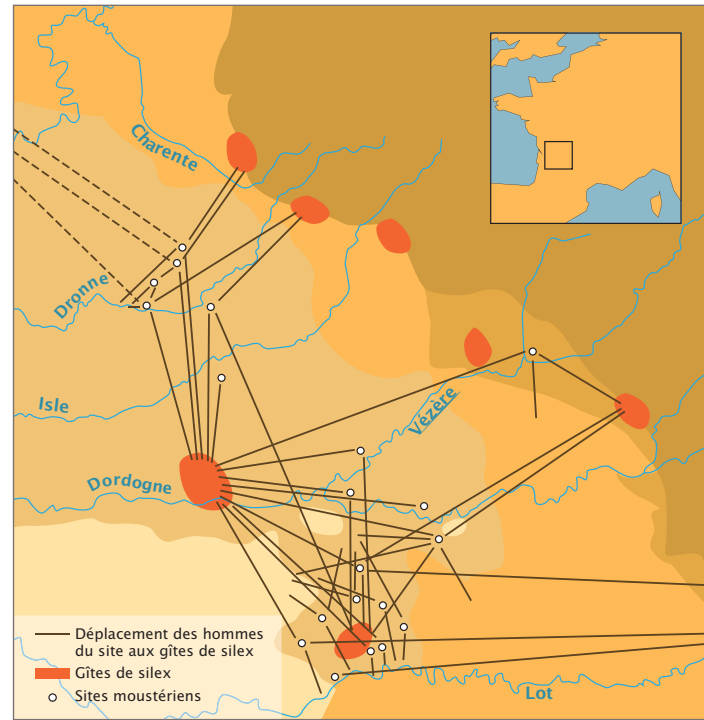 Charente
Dronne
Isle
Vézère
Dordogne
Déplacement des hommes
du site aux gîtes de silex
Gîtes de silex
Sites moustériens
Lot